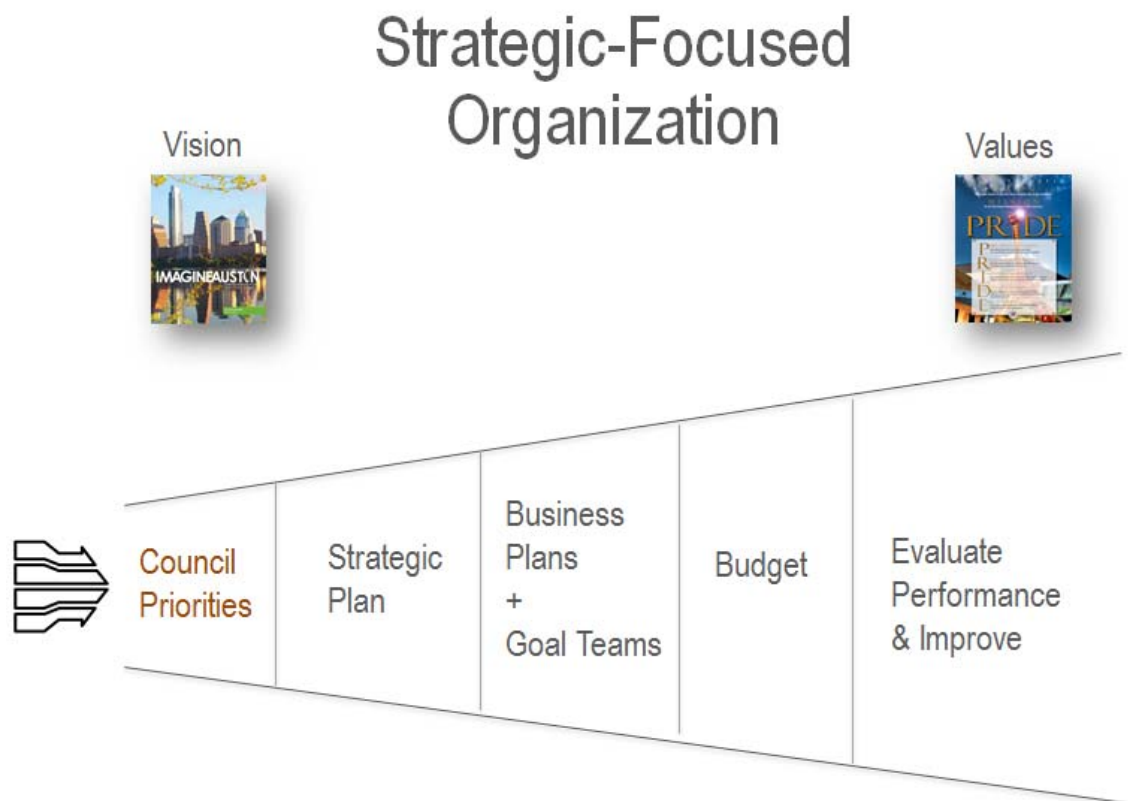 Strategic-Focused
Organization
Vision
Values
IMAGINEAUSTIN
PRIDE
P
R
I
D
E
Council
Priorities
Strategic
Plan
Business
Plans
+
Goal Teams
Budget
Evaluate
Performance
& Improve